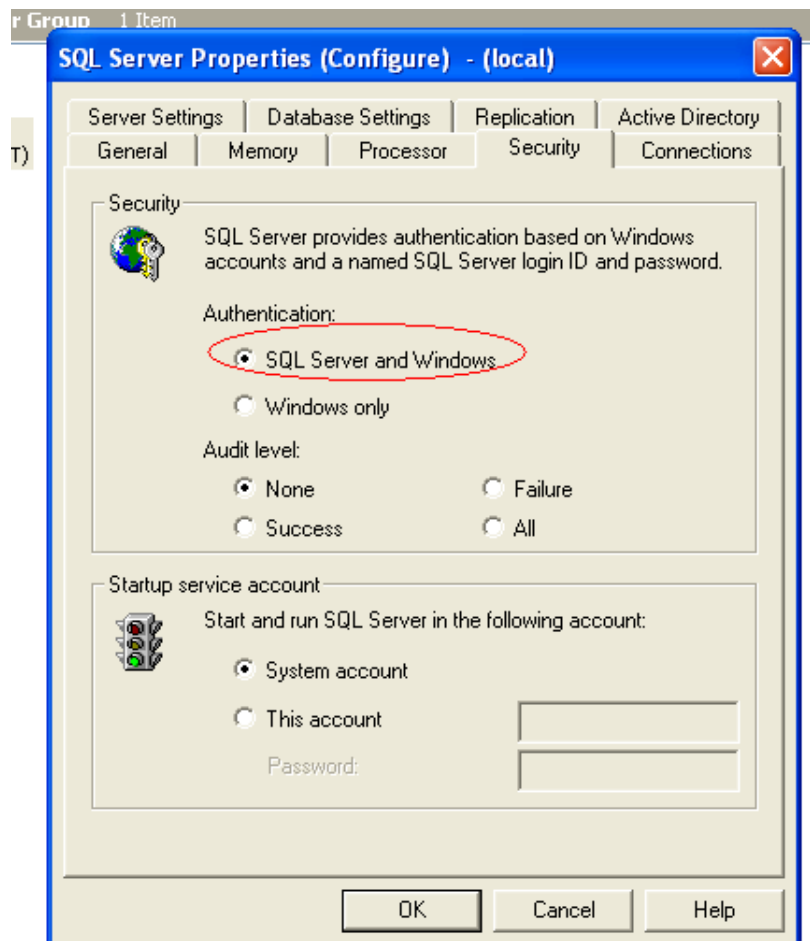 r Group 1 Item
SQL Server Properties (Configure) - (local)
T)
Server Settings Database Settings Replication Active Directory
General Memory Processor Security Connections
Security
SQL Server provides authentication based on Windows
accounts and a named SQL Server login ID and password.
Authentication:
SQL Server and Windows
Windows only
Audit level:
None Failure
Success All
Startup service account
Start and run SQL Server in the following account:
System account
This account
Password:
OK Cancel Help